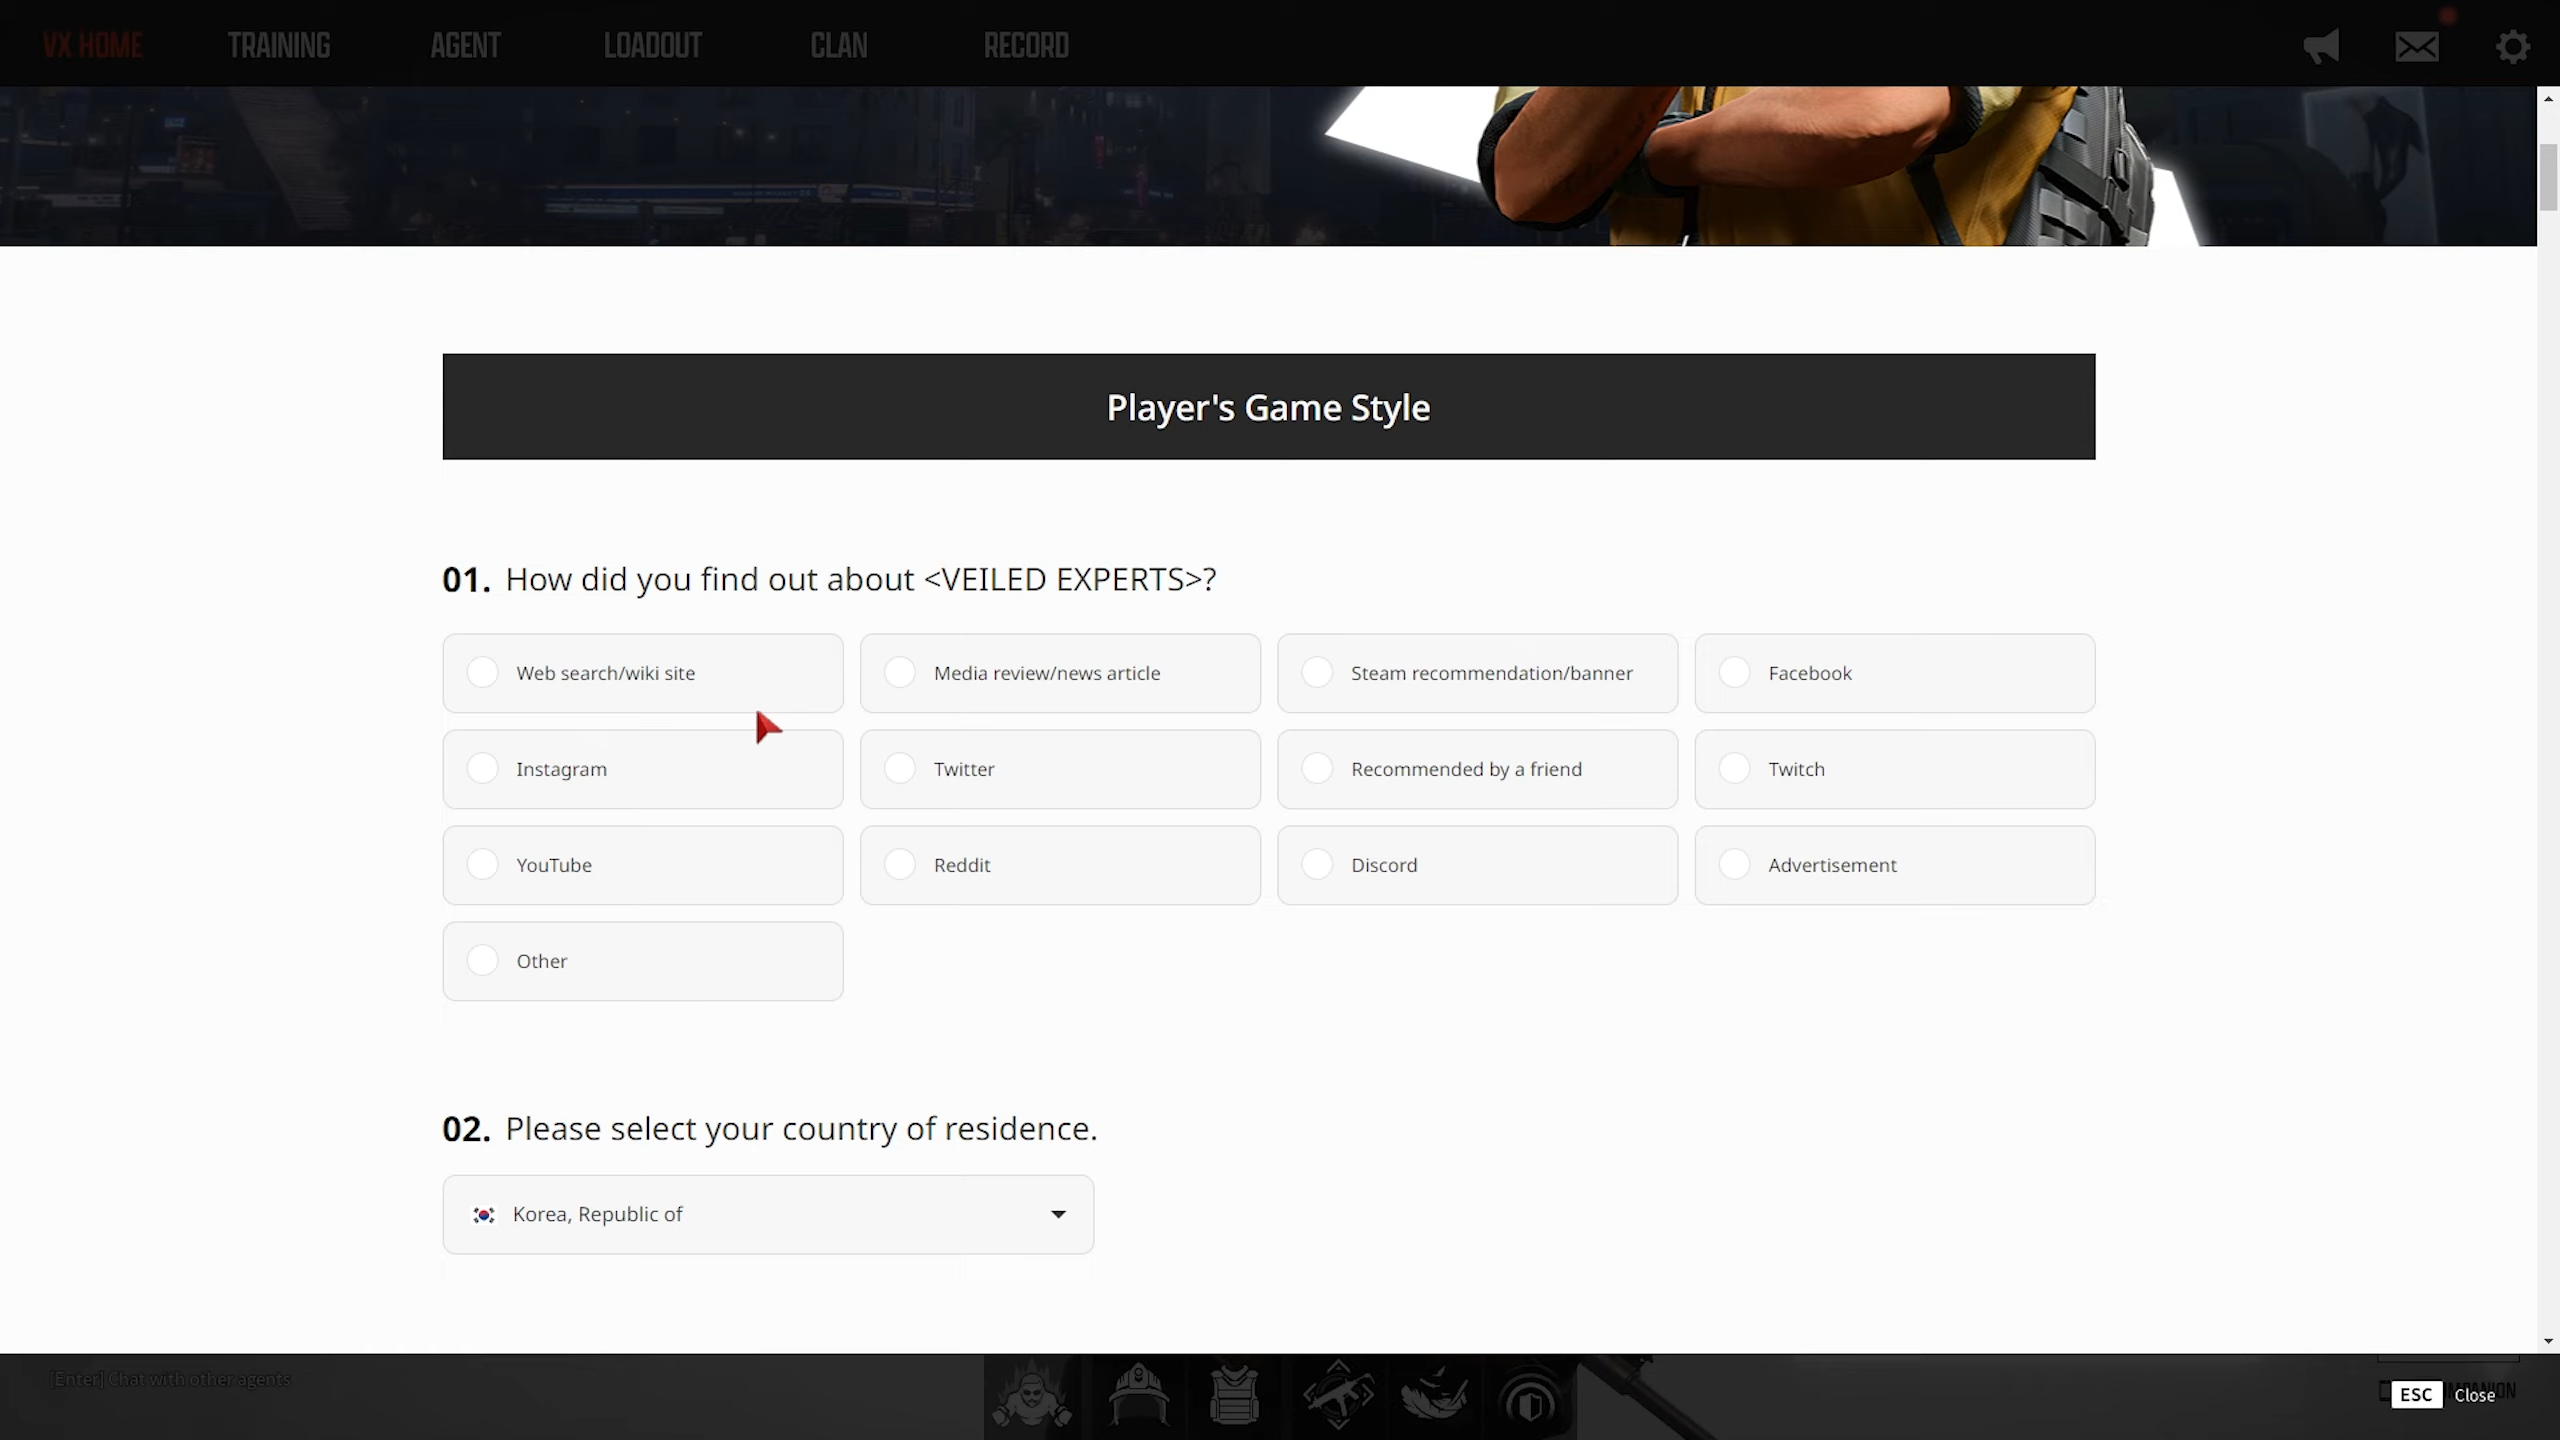 VX HOME
TRAINING
AGENT
LOADOUT
CLAN
RECORD
Player's Game Style
01. How did you find out about <VEILED EXPERTS>?
Web search/wiki site
Media review/news article
Steam recommendation/banner
Facebook
Instagram
Twitter
Recommended by a friend
Twitch
YouTube
Reddit
Discord
Advertisement
Other
02. Please select your country of residence.
Korea, Republic of
[Enter] Chat with other agents
ESC Close